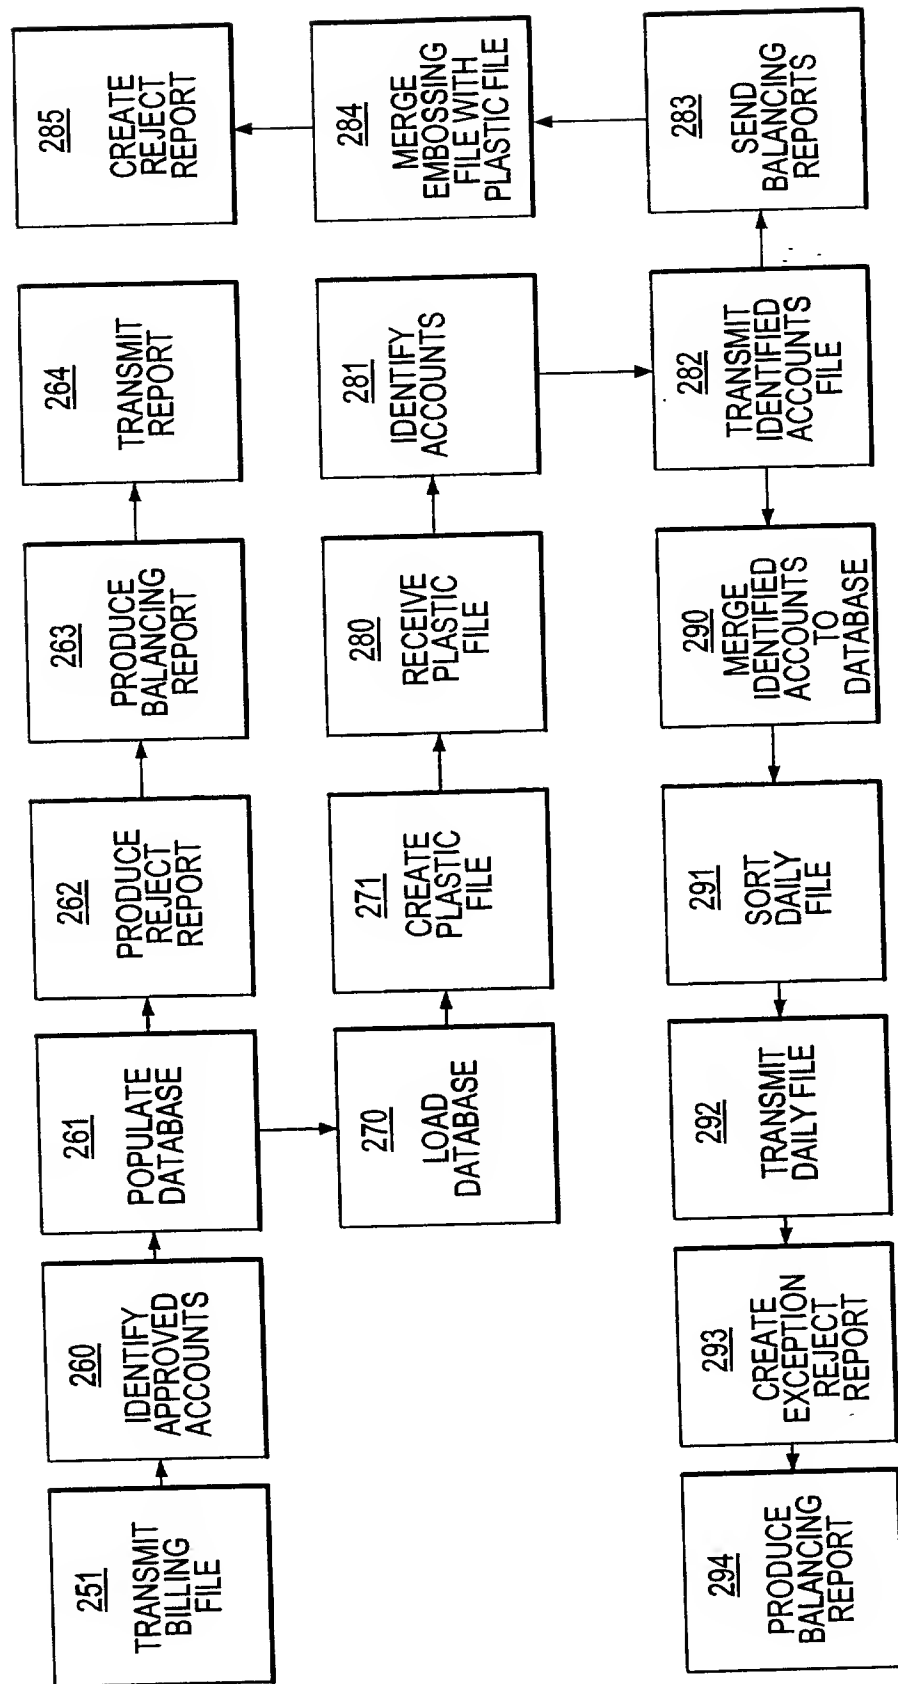 251
TRANSMIT
BILLING
FILE
260
IDENTIFY
APPROVED
ACCOUNTS
261
POPULATE
DATABASE
262
PRODUCE
REJECT
REPORT
263
PRODUCE
BALANCING
REPORT
264
TRANSMIT
REPORT
270
LOAD
DATABASE
271
CREATE
PLASTIC
FILE
280
RECEIVE
PLASTIC
FILE
281
IDENTIFY
ACCOUNTS
282
TRANSMIT
IDENTIFIED
ACCOUNTS
FILE
283
SEND
BALANCING
REPORTS
284
MERGE
EMBOSSING
FILE WITH
PLASTIC FILE
285
CREATE
REJECT
REPORT
290
MERGE
IDENTIFIED
ACCOUNTS
TO
DATABASE
291
SORT
DAILY
FILE
292
TRANSMIT
DAILY FILE
293
CREATE
EXCEPTION
REJECT
REPORT
294
PRODUCE
BALANCING
REPORT